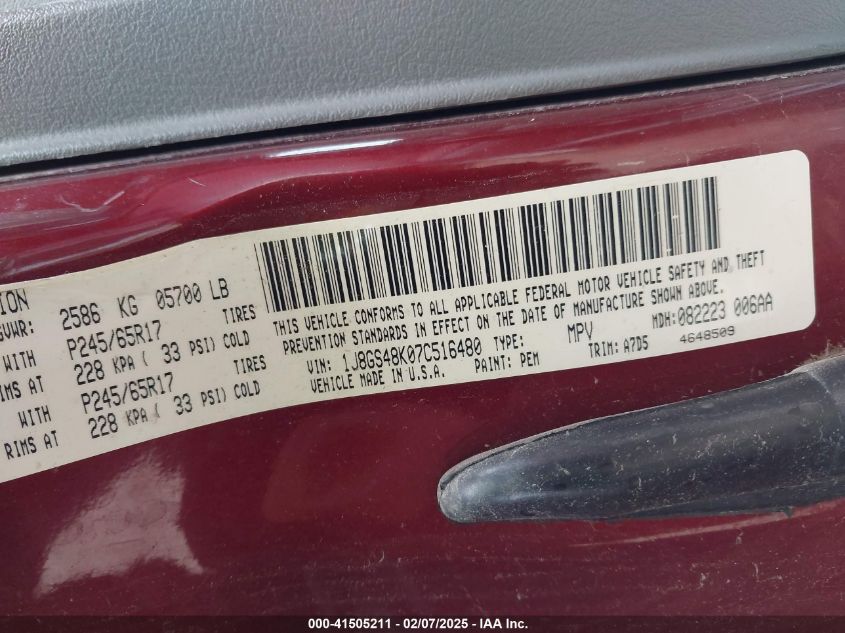 ION
GVWR: 2586 KG 05700 LB
WITH P245/65R17 TIRES
RIMS AT 228 KPA ( 33 PSI) COLD
WITH P245/65R17 TIRES
RIMS AT 228 KPA ( 33 PSI) COLD
THIS VEHICLE CONFORMS TO ALL APPLICABLE FEDERAL MOTOR VEHICLE SAFETY AND THEFT
PREVENTION STANDARDS IN EFFECT ON THE DATE OF MANUFACTURE SHOWN ABOVE.
VIN: 1J8GS48K07C516480 TYPE: MPV MDH: 082223 006AA
VEHICLE MADE IN U.S.A. PAINT: PEM TRIM: A7D5 4648509
000-41505211 - 02/07/2025 - IAA Inc.